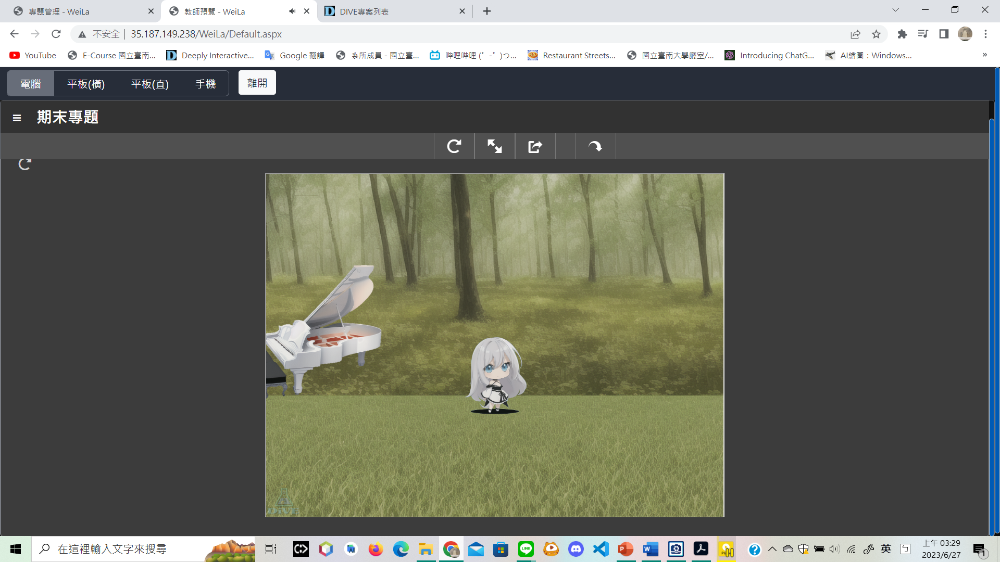 專題管理 - WeiLa
教師預覽 - WeiLa
DIVE專案列表
不安全 | 35.187.149.238/WeiLa/Default.aspx
YouTube
E-Course 國立臺南...
Deeply Interactive...
Google 翻譯
系所成員 - 國立臺...
哔哩哔哩 (゜-゜)つ...
Restaurant Streets...
國立臺南大學廳室/...
Introducing ChatG...
AI繪圖：Windows...
»
電腦
平板(橫)
平板(直)
手機
離開
期末專題
DIVE
在這裡輸入文字來搜尋
英
ㄅ
上午 03:29
2023/6/27
1